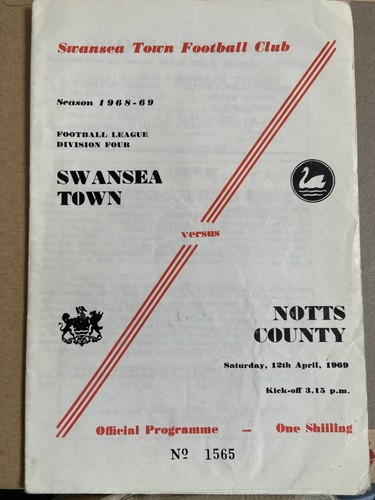 Swansea Town Football Club
Season 1968-69
FOOTBALL LEAGUE
DIVISION FOUR
SWANSEA
TOWN
versus
NOTTS
COUNTY
Saturday, 12th April, 1969
Kick-off 3.15 p.m.
Official Programme — One Shilling
Nº 1565